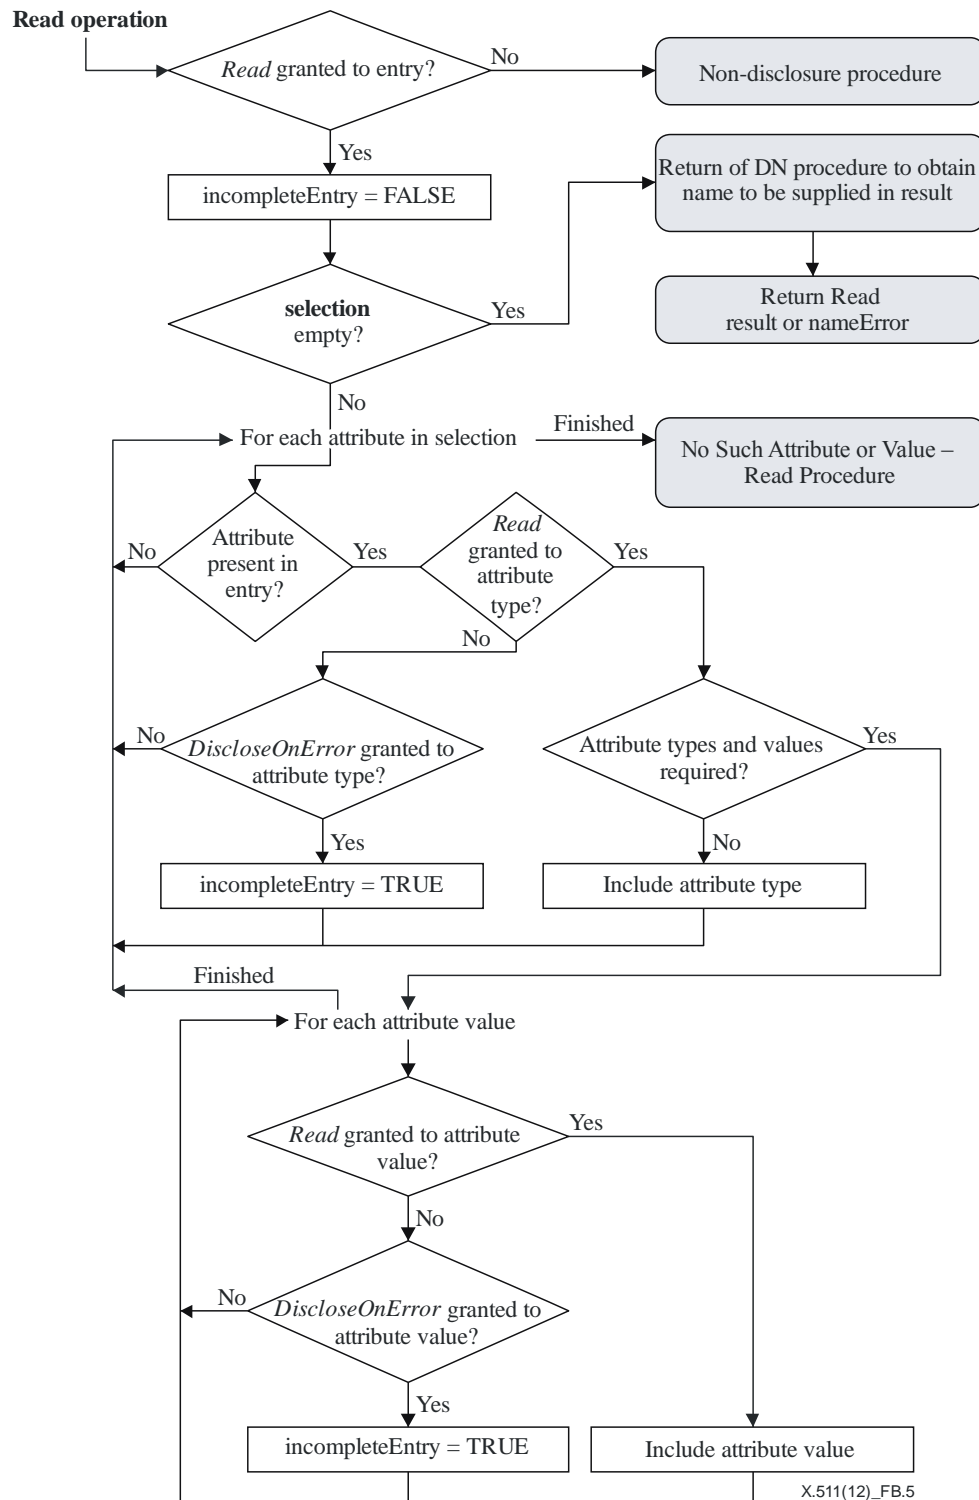 Read operation
Read granted to entry?
No
Non-disclosure procedure
Yes
incompleteEntry = FALSE
Return of DN procedure to obtain
name to be supplied in result
selection
empty?
Yes
Return Read
result or nameError
No
For each attribute in selection
Finished
No Such Attribute or Value –
Read Procedure
No
Attribute
present in
entry?
Yes
Read
granted to
attribute
type?
Yes
No
No
DiscloseOnError granted to
attribute type?
Attribute types and values
required?
Yes
Yes
incompleteEntry = TRUE
No
Include attribute type
Finished
For each attribute value
Read granted to attribute
value?
Yes
No
No
DiscloseOnError granted to
attribute value?
Yes
incompleteEntry = TRUE
Include attribute value
X.511(12)_FB.5